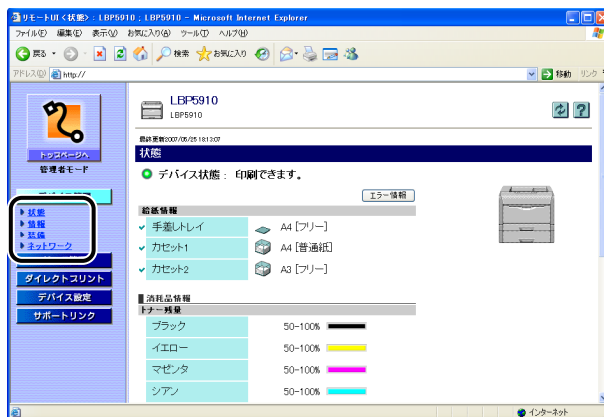 リモートUI <状態> : LBP5910 ; LBP5910 - Microsoft Internet Explorer
ファイル(F) 編集(E) 表示(V) お気に入り(A) ツール(T) ヘルプ(H)
戻る 検索 お気に入り
アドレス(D) http:// 移動 リンク
トップページへ
管理者モード
状態
情報
装備
ネットワーク
ダイレクトプリント
デバイス設定
サポートリンク
LBP5910
LBP5910
最終更新2007/05/25 18:13:07
状態
デバイス状態 : 印刷できます。
エラー情報
給紙情報
手差しトレイ A4 [フリー]
カセット1 A4 [普通紙]
カセット2 A3 [フリー]
消耗品情報
トナー残量
ブラック 50-100%
イエロー 50-100%
マゼンタ 50-100%
シアン 50-100%
インターネット